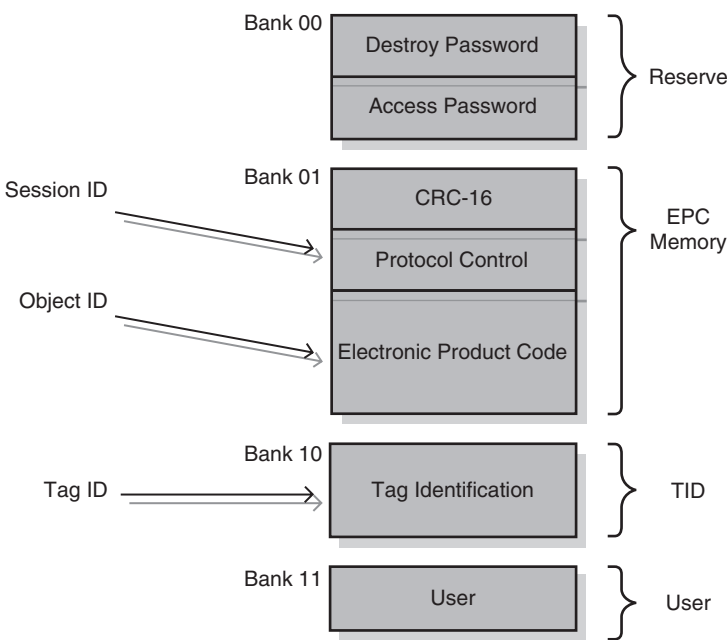 Bank 00
Destroy Password
Access Password
Reserve
Bank 01
Session ID
CRC-16
EPC
Memory
Protocol Control
Object ID
Electronic Product Code
Bank 10
Tag ID
Tag Identification
TID
Bank 11
User
User